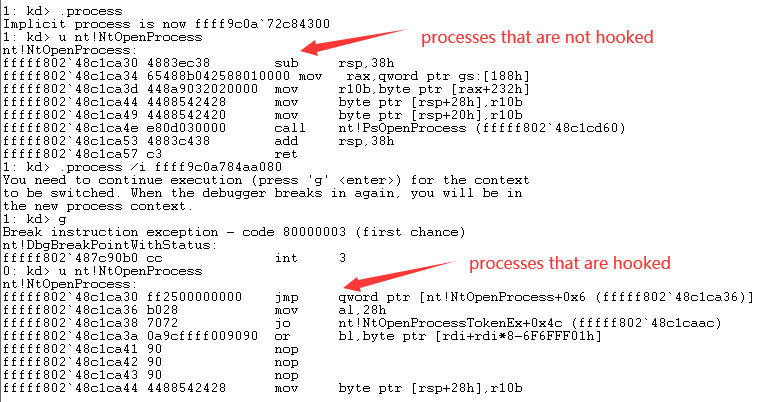 1: kd> .process
Implicit process is now ffff9c0a`72c84300
1: kd> u nt!NtOpenProcess
processes that are not hooked
nt!NtOpenProcess:
fffff802`48c1ca30 4883ec38        sub     rsp,38h
fffff802`48c1ca34 65488b042588010000 mov   rax,qword ptr gs:[188h]
fffff802`48c1ca3d 448a9032020000  mov     r10b,byte ptr [rax+232h]
fffff802`48c1ca44 4488542428      mov     byte ptr [rsp+28h],r10b
fffff802`48c1ca49 4488542420      mov     byte ptr [rsp+20h],r10b
fffff802`48c1ca4e e80d030000      call    nt!PsOpenProcess (fffff802`48c1cd60)
fffff802`48c1ca53 4883c438        add     rsp,38h
fffff802`48c1ca57 c3              ret
1: kd> .process /i ffff9c0a784aa080
You need to continue execution (press 'g' <enter>) for the context
to be switched. When the debugger breaks in again, you will be in
the new process context.
1: kd> g
Break instruction exception - code 80000003 (first chance)
nt!DbgBreakPointWithStatus:
fffff802`487c90b0 cc              int     3
processes that are hooked
0: kd> u nt!NtOpenProcess
nt!NtOpenProcess:
fffff802`48c1ca30 ff2500000000    jmp     qword ptr [nt!NtOpenProcess+0x6 (fffff802`48c1ca36)]
fffff802`48c1ca36 b028            mov     al,28h
fffff802`48c1ca38 7072            jo      nt!NtOpenProcessTokenEx+0x4c (fffff802`48c1caac)
fffff802`48c1ca3a 0a9cffff009090  or      bl,byte ptr [rdi+rdi*8-6F6FFF01h]
fffff802`48c1ca41 90              nop
fffff802`48c1ca42 90              nop
fffff802`48c1ca43 90              nop
fffff802`48c1ca44 4488542428      mov     byte ptr [rsp+28h],r10b